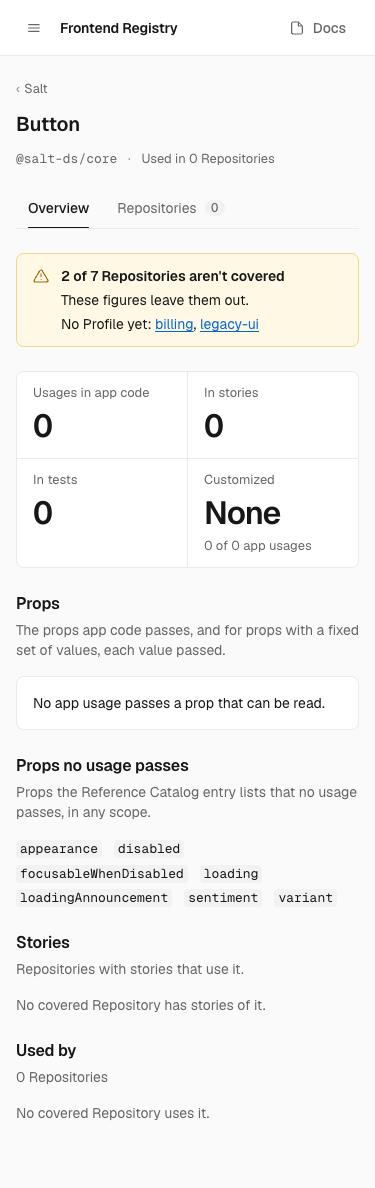 Frontend Registry
Docs
‹ Salt
Button
@salt-ds/core · Used in 0 Repositories
Overview
Repositories 0
2 of 7 Repositories aren't covered
These figures leave them out.
No Profile yet: billing, legacy-ui
Usages in app code
0
In stories
0
In tests
0
Customized
None
0 of 0 app usages
Props
The props app code passes, and for props with a fixed
set of values, each value passed.
No app usage passes a prop that can be read.
Props no usage passes
Props the Reference Catalog entry lists that no usage
passes, in any scope.
appearance disabled
focusableWhenDisabled loading
loadingAnnouncement sentiment variant
Stories
Repositories with stories that use it.
No covered Repository has stories of it.
Used by
0 Repositories
No covered Repository uses it.